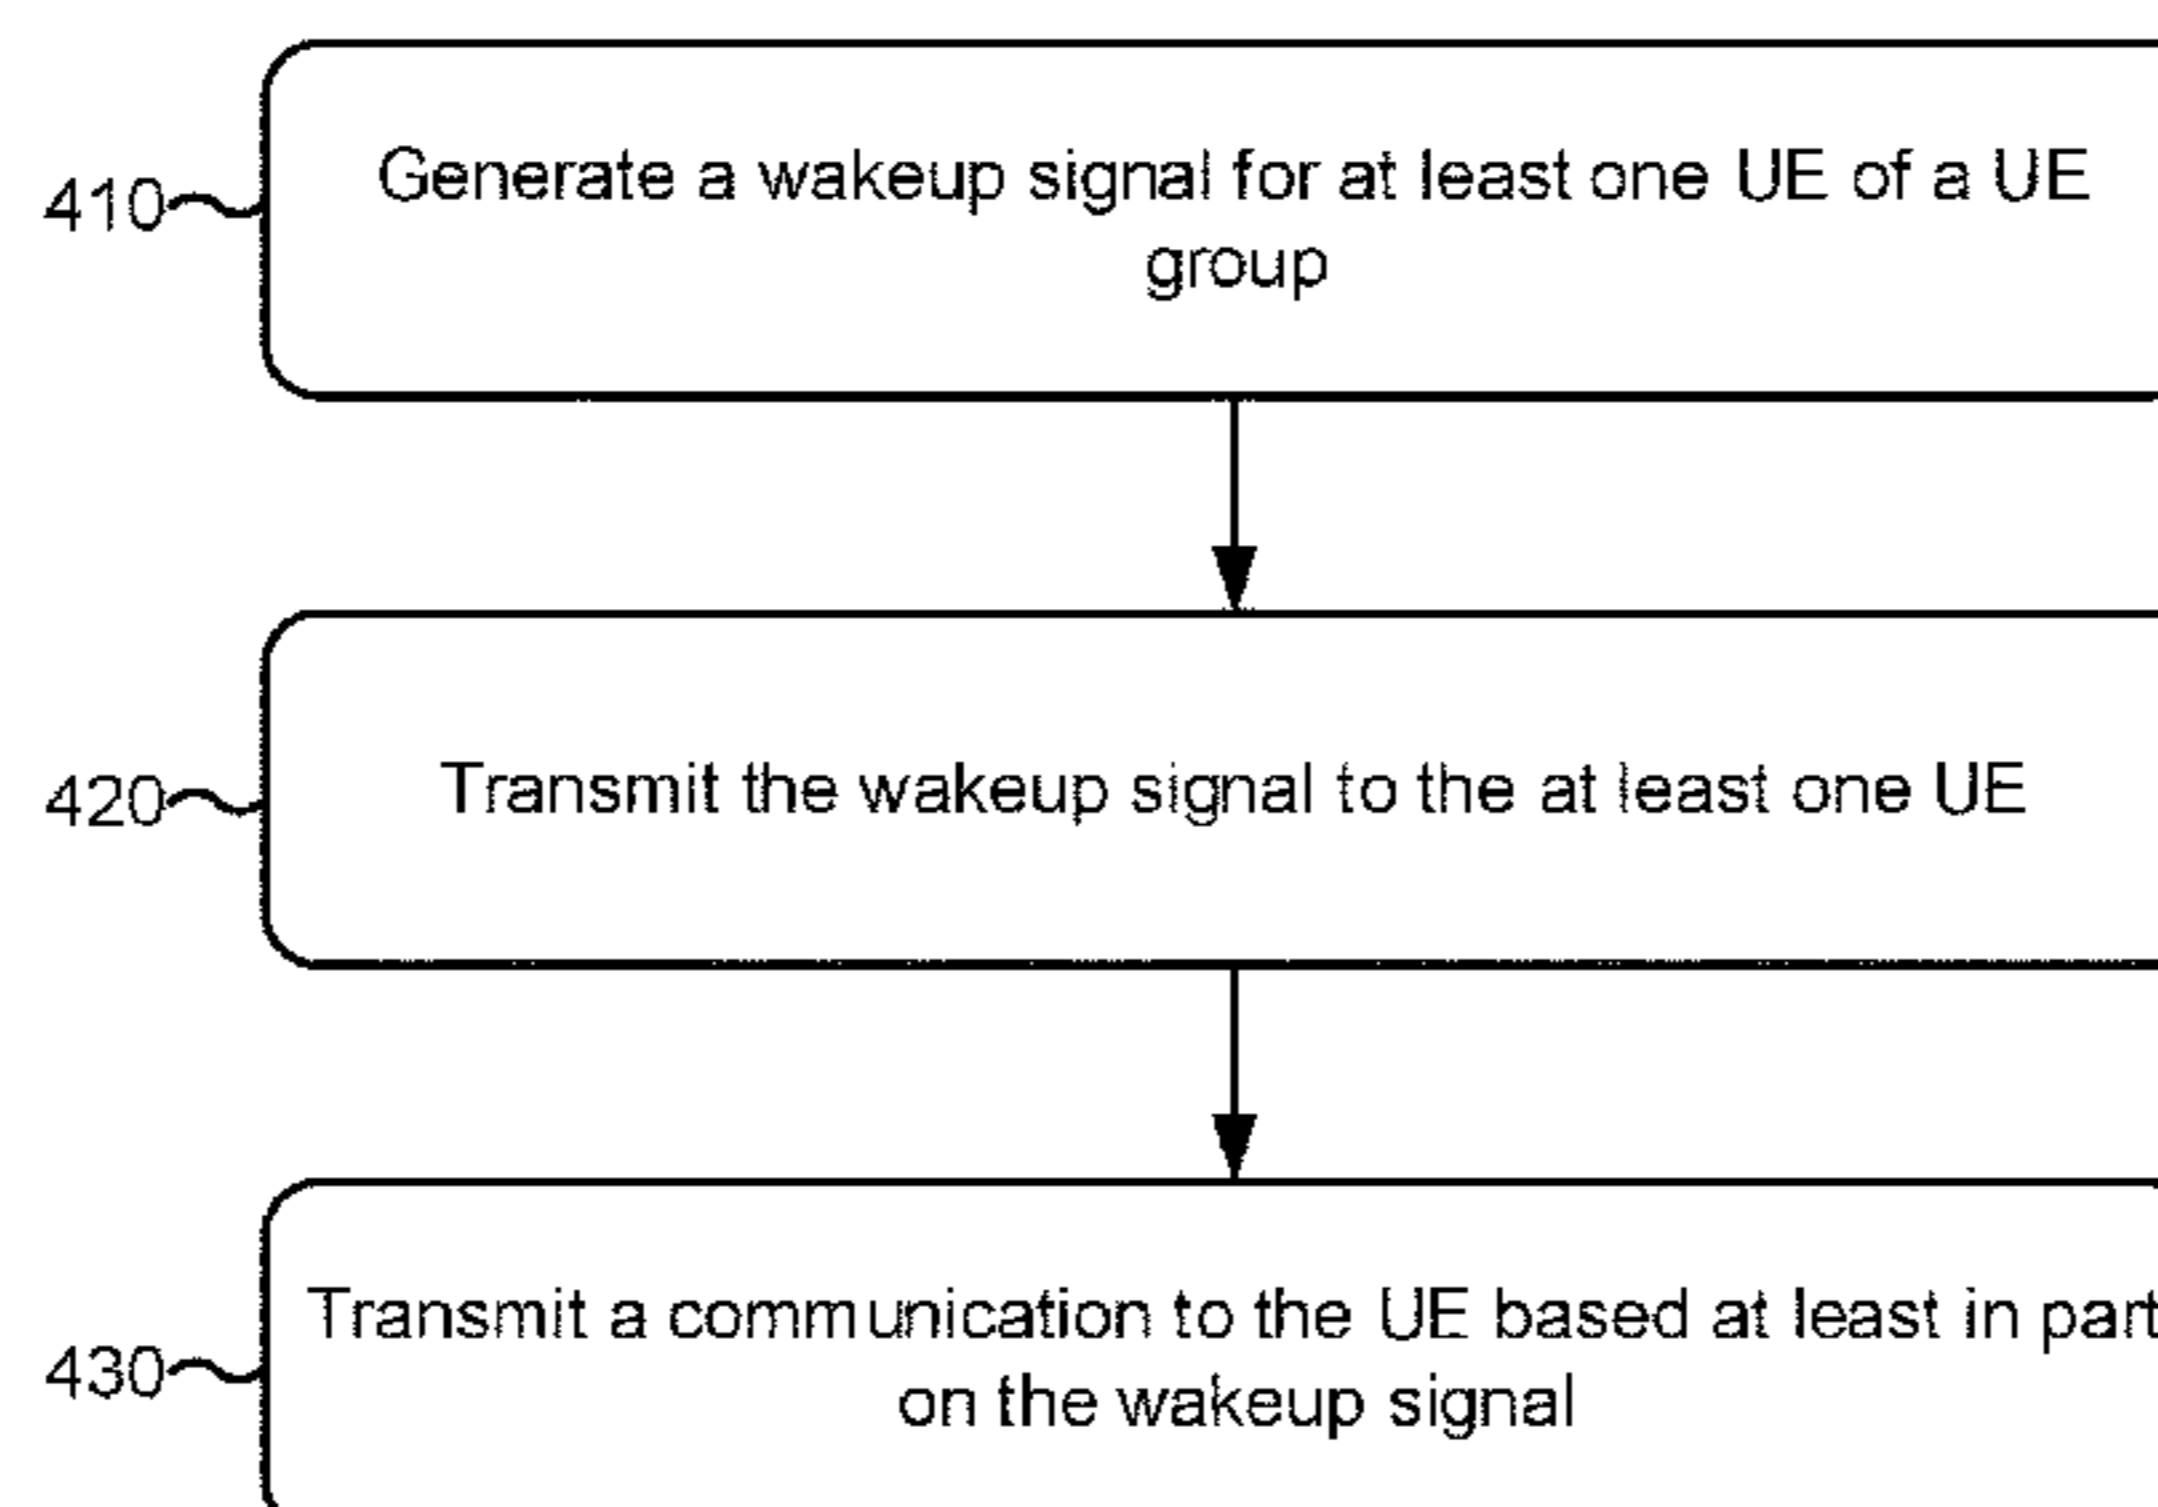 410
Generate a wakeup signal for at least one UE of a UE
group
420
Transmit the wakeup signal to the at least one UE
430
Transmit a communication to the UE based at least in part
on the wakeup signal